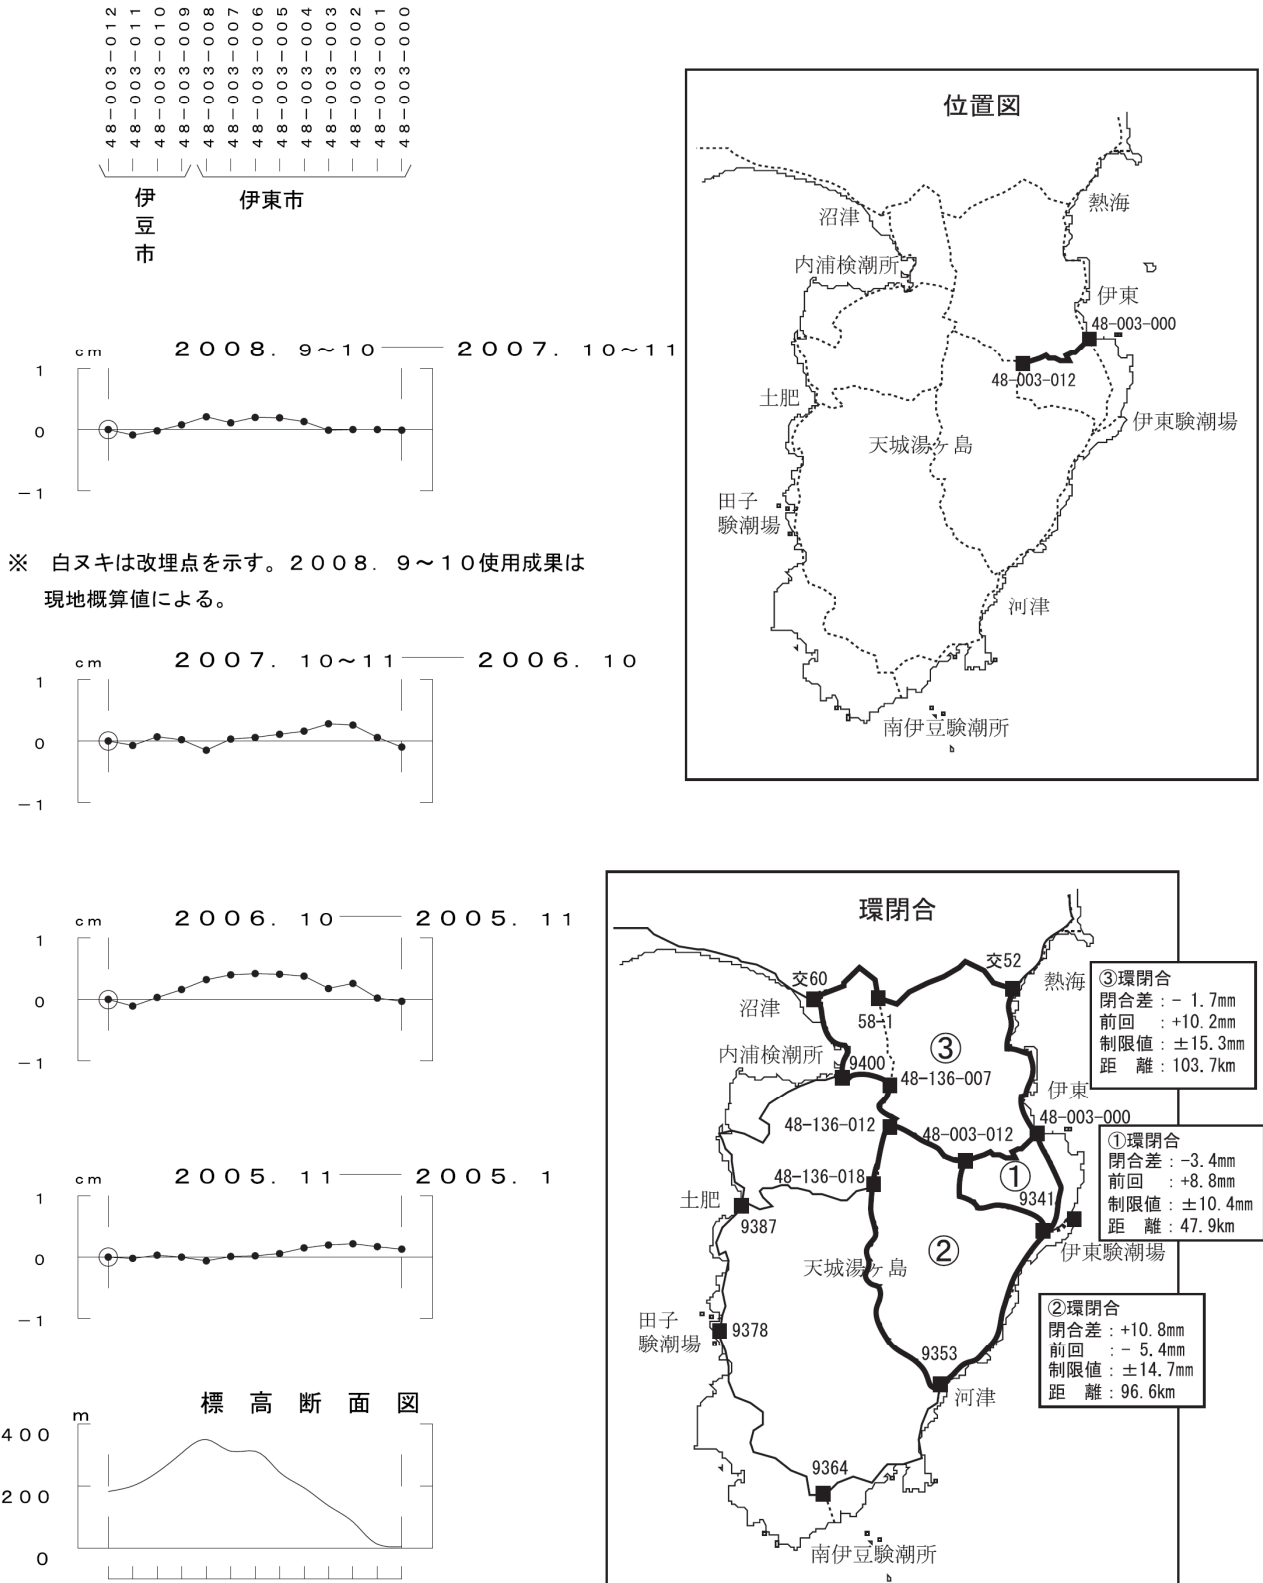 48-003-012
48-003-011
48-003-010
48-003-009
48-003-008
48-003-007
48-003-006
48-003-005
48-003-004
48-003-003
48-003-002
48-003-001
48-003-000
伊豆市
伊東市
cm
2008. 9~10 ―― 2007. 10~11
1
0
-1
※ 白ヌキは改埋点を示す。2008. 9~10使用成果は
現地概算値による。
cm
2007. 10~11 ―― 2006. 10
1
0
-1
cm
2006. 10 ―― 2005. 11
1
0
-1
cm
2005. 11 ―― 2005. 1
1
0
-1
標高断面図
m
400
200
0
位置図
熱海
沼津
内浦検潮所
伊東
48-003-000
48-003-012
土肥
伊東験潮場
天城湯ヶ島
田子
験潮場
河津
南伊豆験潮所
環閉合
交52
交60
熱海
沼津
58-1
③
内浦検潮所
9400
48-136-007
伊東
48-003-000
48-136-012
48-003-012
①
48-136-018
9341
土肥
9387
②
伊東験潮場
天城湯ヶ島
田子
験潮場
9378
9353
河津
9364
南伊豆験潮所
③環閉合
閉合差:- 1.7mm
前回 :+10.2mm
制限値:±15.3mm
距 離:103.7km
①環閉合
閉合差:-3.4mm
前回 :+8.8mm
制限値:±10.4mm
距 離:47.9km
②環閉合
閉合差:+10.8mm
前回 :- 5.4mm
制限値:±14.7mm
距 離:96.6km